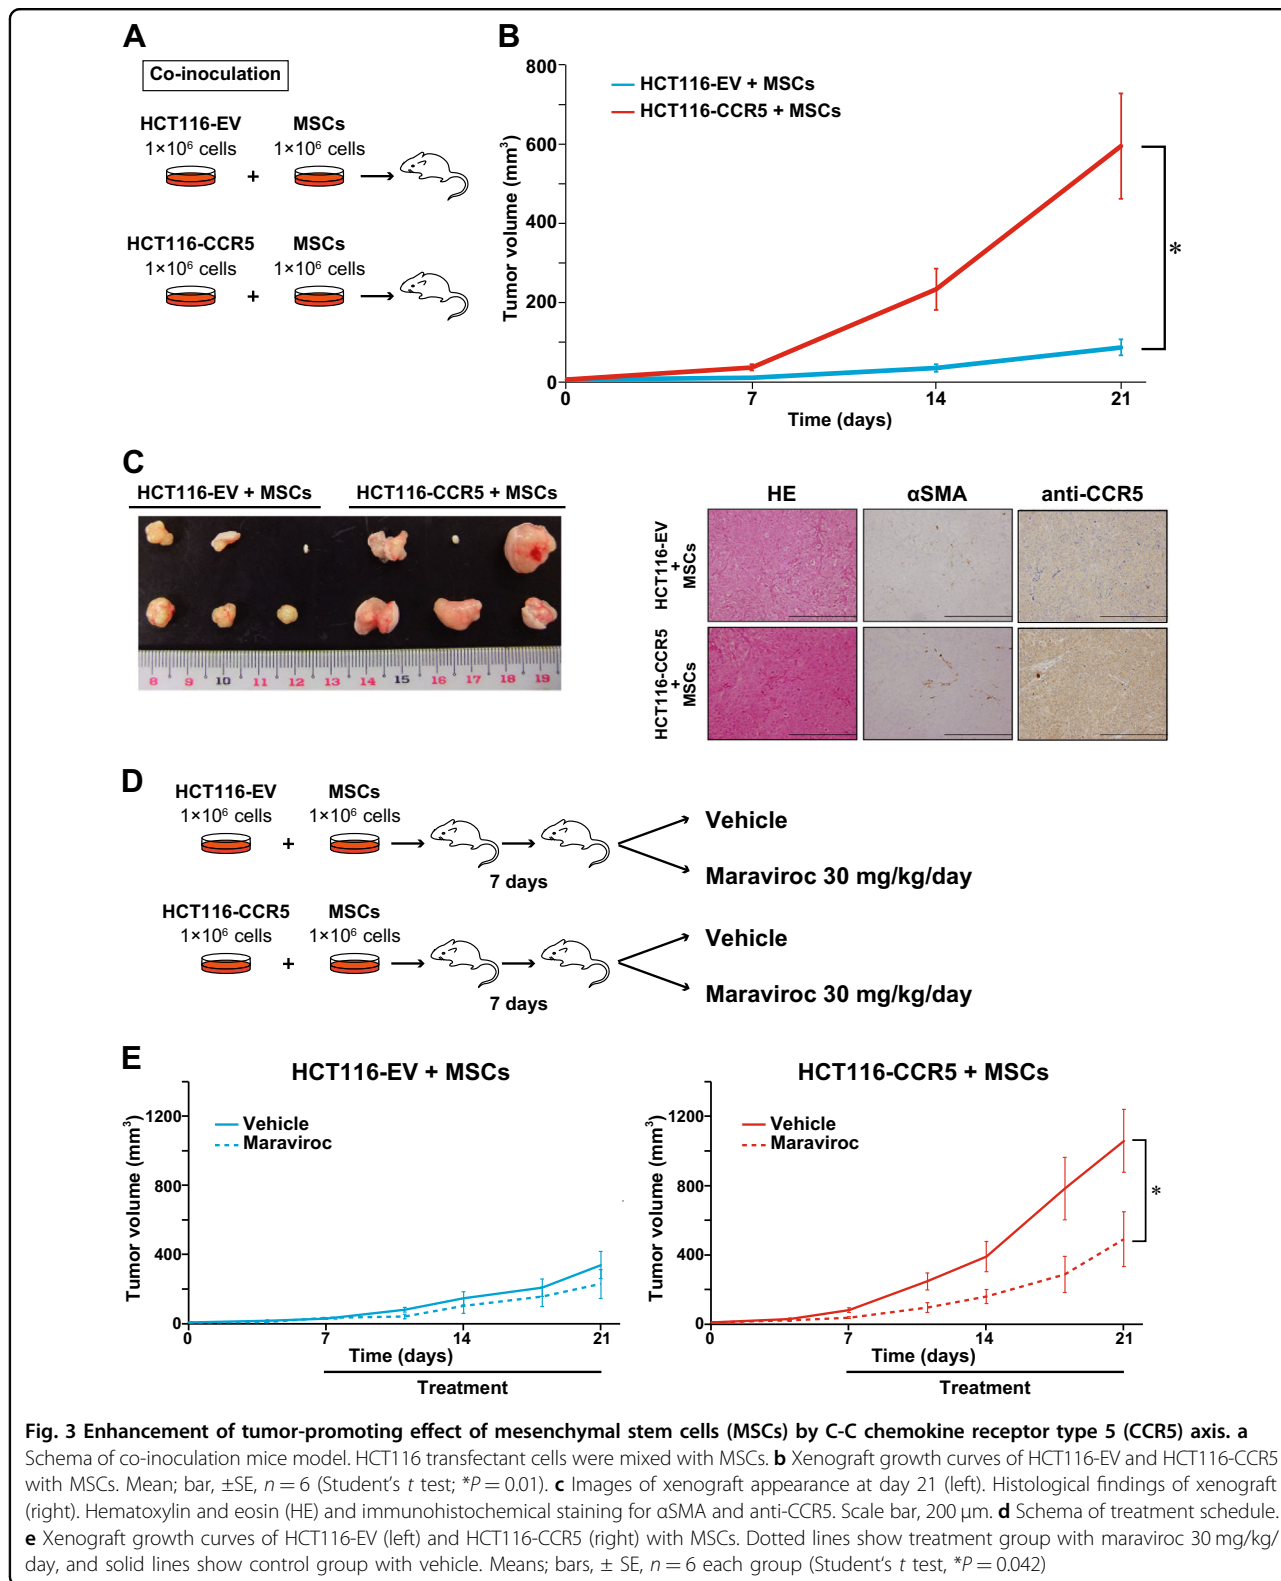 A
Co-inoculation
HCT116-EV MSCs
1×10⁶ cells 1×10⁶ cells
+
HCT116-CCR5 MSCs
1×10⁶ cells 1×10⁶ cells
+
B
HCT116-EV + MSCs
HCT116-CCR5 + MSCs
Tumor volume (mm³)
800
600
400
200
0
0 7 14 21
Time (days)
*
C
HCT116-EV + MSCs HCT116-CCR5 + MSCs
8 9 10 11 12 13 14 15 16 17 18 19
HE αSMA anti-CCR5
HCT116-EV
+
MSCs
HCT116-CCR5
+
MSCs
D
HCT116-EV MSCs
1×10⁶ cells 1×10⁶ cells
+
7 days
Vehicle
Maraviroc 30 mg/kg/day
HCT116-CCR5 MSCs
1×10⁶ cells 1×10⁶ cells
+
7 days
Vehicle
Maraviroc 30 mg/kg/day
E
HCT116-EV + MSCs
Vehicle
Maraviroc
Tumor volume (mm³)
1200
800
400
0
0 7 14 21
Time (days)
Treatment
HCT116-CCR5 + MSCs
Vehicle
Maraviroc
Tumor volume (mm³)
1200
800
400
0
0 7 14 21
Time (days)
Treatment
*
Fig. 3 Enhancement of tumor-promoting effect of mesenchymal stem cells (MSCs) by C-C chemokine receptor type 5 (CCR5) axis. a
Schema of co-inoculation mice model. HCT116 transfectant cells were mixed with MSCs. b Xenograft growth curves of HCT116-EV and HCT116-CCR5
with MSCs. Mean; bar, ±SE, n = 6 (Student's t test; *P = 0.01). c Images of xenograft appearance at day 21 (left). Histological findings of xenograft
(right). Hematoxylin and eosin (HE) and immunohistochemical staining for αSMA and anti-CCR5. Scale bar, 200 μm. d Schema of treatment schedule.
e Xenograft growth curves of HCT116-EV (left) and HCT116-CCR5 (right) with MSCs. Dotted lines show treatment group with maraviroc 30 mg/kg/
day, and solid lines show control group with vehicle. Means; bars, ± SE, n = 6 each group (Student's t test, *P = 0.042)